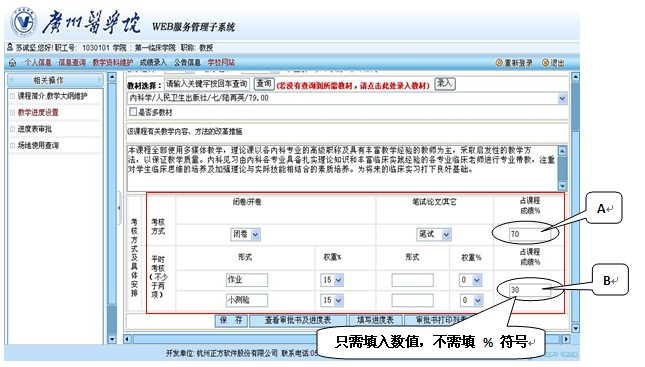 廣州醫學院 WEB服务管理子系统
苏诚坚,您好!职工号: 1030101 学院: 第一临床学院 职称: 教授
个人信息 信息查询 教学资料维护 成绩录入 公告信息 学校网站 重新登录 退出
相关操作
课程简介,教学大纲维护
教学进度设置
进度表审批
场地使用查询
教材选择: 请输入关键字按回车查询 查询 (若没有查询到所需教材,请点击此处录入教材) 录入
内科学/人民卫生出版社/七/陆再英/79.00
是否多教材
该课程有关教学内容、方法的改革措施
本课程全部使用多媒体教学,理论课以各内科专业的高级职称及具有丰富教学经验的教师为主,采取启发性的教学方
法,以保证教学质量。内科见习由内科各专业具备扎实理论知识和丰富临床实践经验的各专业临床老师进行专业带教,注重
对学生临床思维的培养及加强理论与实际技能相结合的素质培养。为将来的临床实习打下良好基础。
考核方式及具体安排
考核方式
闭卷/开卷 笔试/论文/其它 占课程成绩%
闭卷 笔试 70
A
平时考核(不少于两项)
形式 权重% 形式 权重% 占课程成绩%
作业 15 0
30
B
小测验 15 0
保 存 查看审批书及进度表 填写进度表 审批书打印
只需填入数值,不需填 % 符号
开发单位:杭州正方软件股份有限公司 联系电话:05